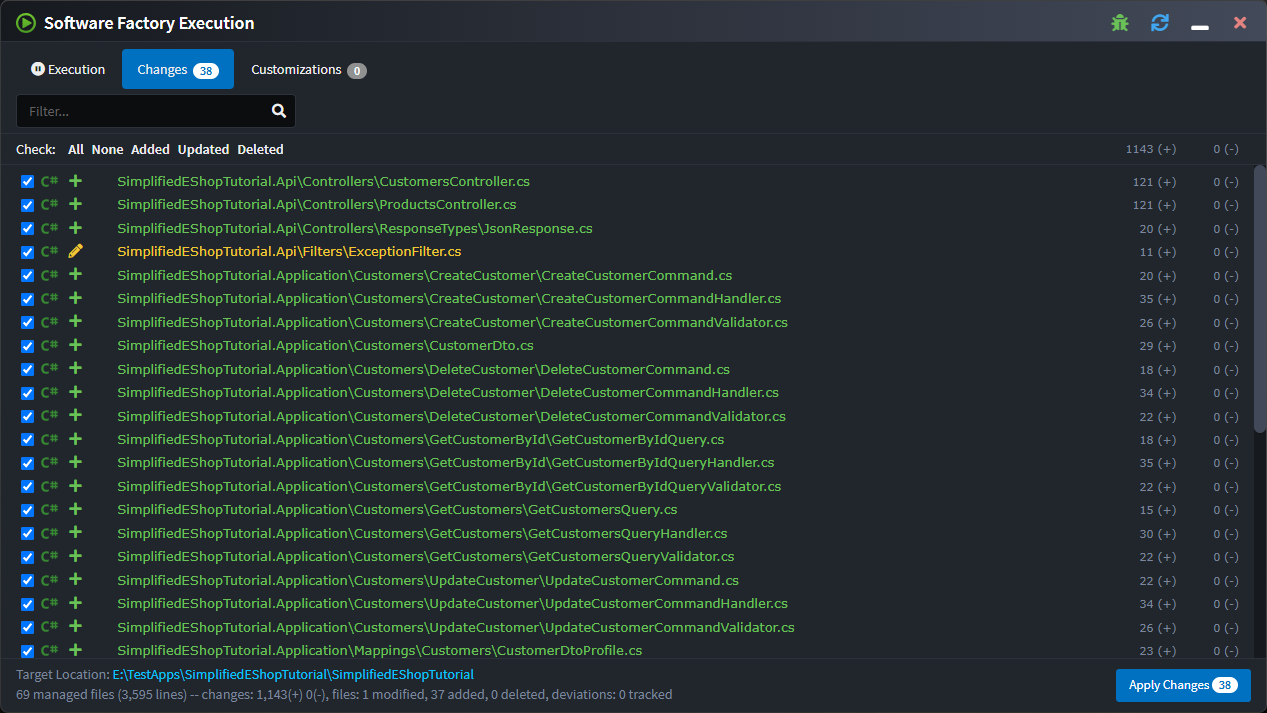 Software Factory Execution
Execution Changes 38 Customizations 0
Filter...
Check: All None Added Updated Deleted 1143 (+) 0 (-)
C# SimplifiedEShopTutorial.Api\Controllers\CustomersController.cs 121 (+) 0 (-)
C# SimplifiedEShopTutorial.Api\Controllers\ProductsController.cs 121 (+) 0 (-)
C# SimplifiedEShopTutorial.Api\Controllers\ResponseTypes\JsonResponse.cs 20 (+) 0 (-)
C# SimplifiedEShopTutorial.Api\Filters\ExceptionFilter.cs 11 (+) 0 (-)
C# SimplifiedEShopTutorial.Application\Customers\CreateCustomer\CreateCustomerCommand.cs 20 (+) 0 (-)
C# SimplifiedEShopTutorial.Application\Customers\CreateCustomer\CreateCustomerCommandHandler.cs 35 (+) 0 (-)
C# SimplifiedEShopTutorial.Application\Customers\CreateCustomer\CreateCustomerCommandValidator.cs 26 (+) 0 (-)
C# SimplifiedEShopTutorial.Application\Customers\CustomerDto.cs 29 (+) 0 (-)
C# SimplifiedEShopTutorial.Application\Customers\DeleteCustomer\DeleteCustomerCommand.cs 18 (+) 0 (-)
C# SimplifiedEShopTutorial.Application\Customers\DeleteCustomer\DeleteCustomerCommandHandler.cs 34 (+) 0 (-)
C# SimplifiedEShopTutorial.Application\Customers\DeleteCustomer\DeleteCustomerCommandValidator.cs 22 (+) 0 (-)
C# SimplifiedEShopTutorial.Application\Customers\GetCustomerById\GetCustomerByIdQuery.cs 18 (+) 0 (-)
C# SimplifiedEShopTutorial.Application\Customers\GetCustomerById\GetCustomerByIdQueryHandler.cs 35 (+) 0 (-)
C# SimplifiedEShopTutorial.Application\Customers\GetCustomerById\GetCustomerByIdQueryValidator.cs 22 (+) 0 (-)
C# SimplifiedEShopTutorial.Application\Customers\GetCustomers\GetCustomersQuery.cs 15 (+) 0 (-)
C# SimplifiedEShopTutorial.Application\Customers\GetCustomers\GetCustomersQueryHandler.cs 30 (+) 0 (-)
C# SimplifiedEShopTutorial.Application\Customers\GetCustomers\GetCustomersQueryValidator.cs 22 (+) 0 (-)
C# SimplifiedEShopTutorial.Application\Customers\UpdateCustomer\UpdateCustomerCommand.cs 22 (+) 0 (-)
C# SimplifiedEShopTutorial.Application\Customers\UpdateCustomer\UpdateCustomerCommandHandler.cs 34 (+) 0 (-)
C# SimplifiedEShopTutorial.Application\Customers\UpdateCustomer\UpdateCustomerCommandValidator.cs 26 (+) 0 (-)
C# SimplifiedEShopTutorial.Application\Mappings\Customers\CustomerDtoProfile.cs 23 (+) 0 (-)
Target Location: E:\TestApps\SimplifiedEShopTutorial\SimplifiedEShopTutorial
69 managed files (3,595 lines) -- changes: 1,143(+) 0(-), files: 1 modified, 37 added, 0 deleted, deviations: 0 tracked
Apply Changes 38